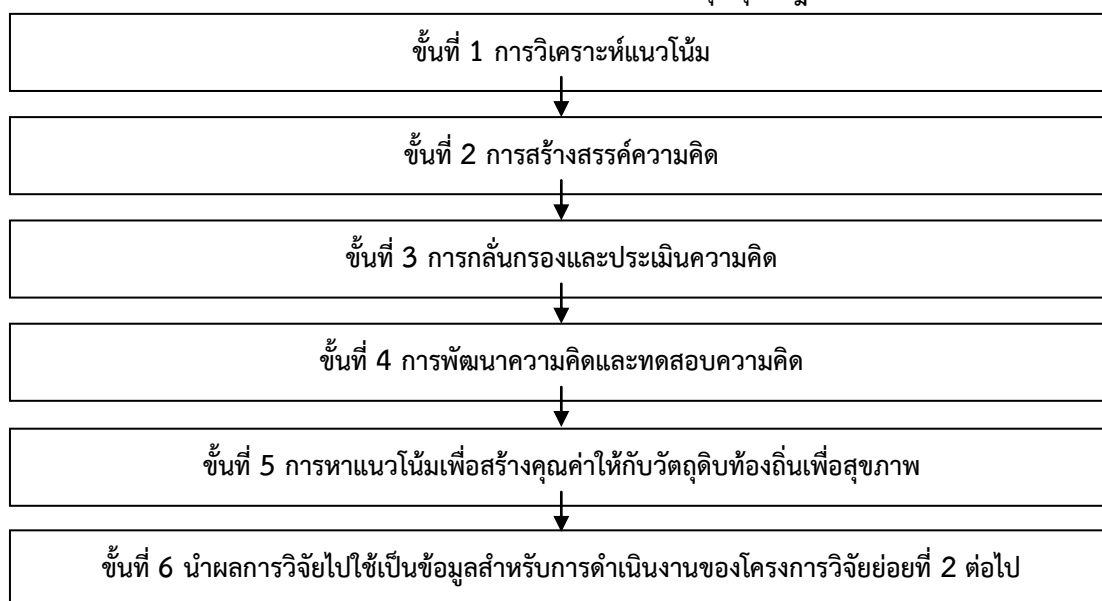 ขั้นที่ 1 การวิเคราะห์แนวโน้ม
ขั้นที่ 2 การสร้างสรรค์ความคิด
ขั้นที่ 3 การกลั่นกรองและประเมินความคิด
ขั้นที่ 4 การพัฒนาความคิดและทดสอบความคิด
ขั้นที่ 5 การหาแนวโน้มเพื่อสร้างคุณค่าให้กับวัตถุดิบท้องถิ่นเพื่อสุขภาพ
ขั้นที่ 6 นำผลการวิจัยไปใช้เป็นข้อมูลสำหรับการดำเนินงานของโครงการวิจัยย่อยที่ 2 ต่อไป